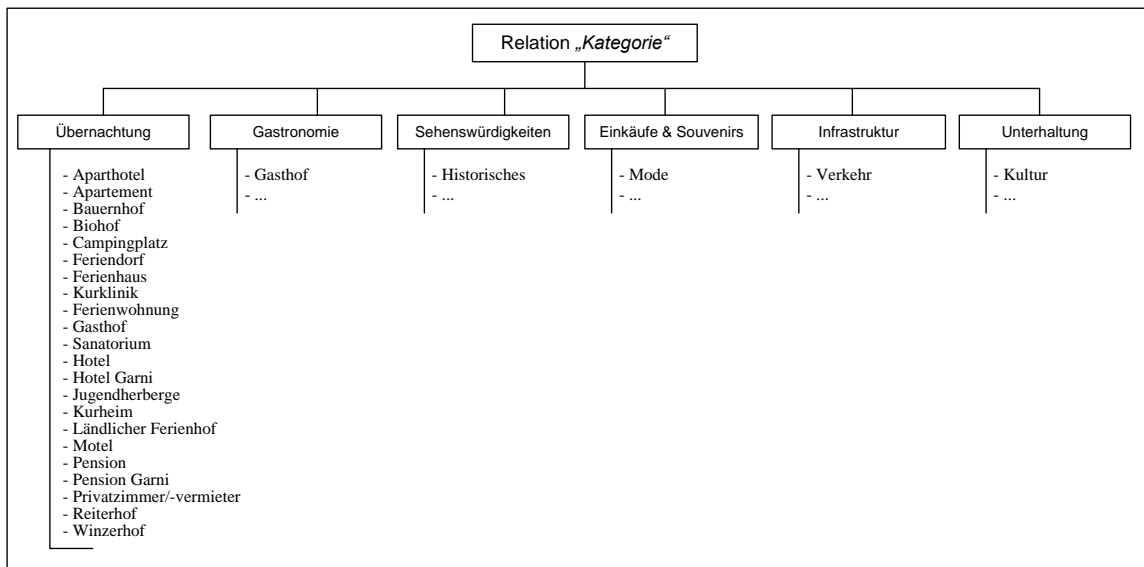 Relation „Kategorie“
Übernachtung
- Aparthotel
- Apartement
- Bauernhof
- Biohof
- Campingplatz
- Feriendorf
- Ferienhaus
- Kurklinik
- Ferienwohnung
- Gasthof
- Sanatorium
- Hotel
- Hotel Garni
- Jugendherberge
- Kurheim
- Ländlicher Ferienhof
- Motel
- Pension
- Pension Garni
- Privatzimmer/-vermieter
- Reiterhof
- Winzerhof
Gastronomie
- Gasthof
- ...
Sehenswürdigkeiten
- Historisches
- ...
Einkäufe & Souvenirs
- Mode
- ...
Infrastruktur
- Verkehr
- ...
Unterhaltung
- Kultur
- ...